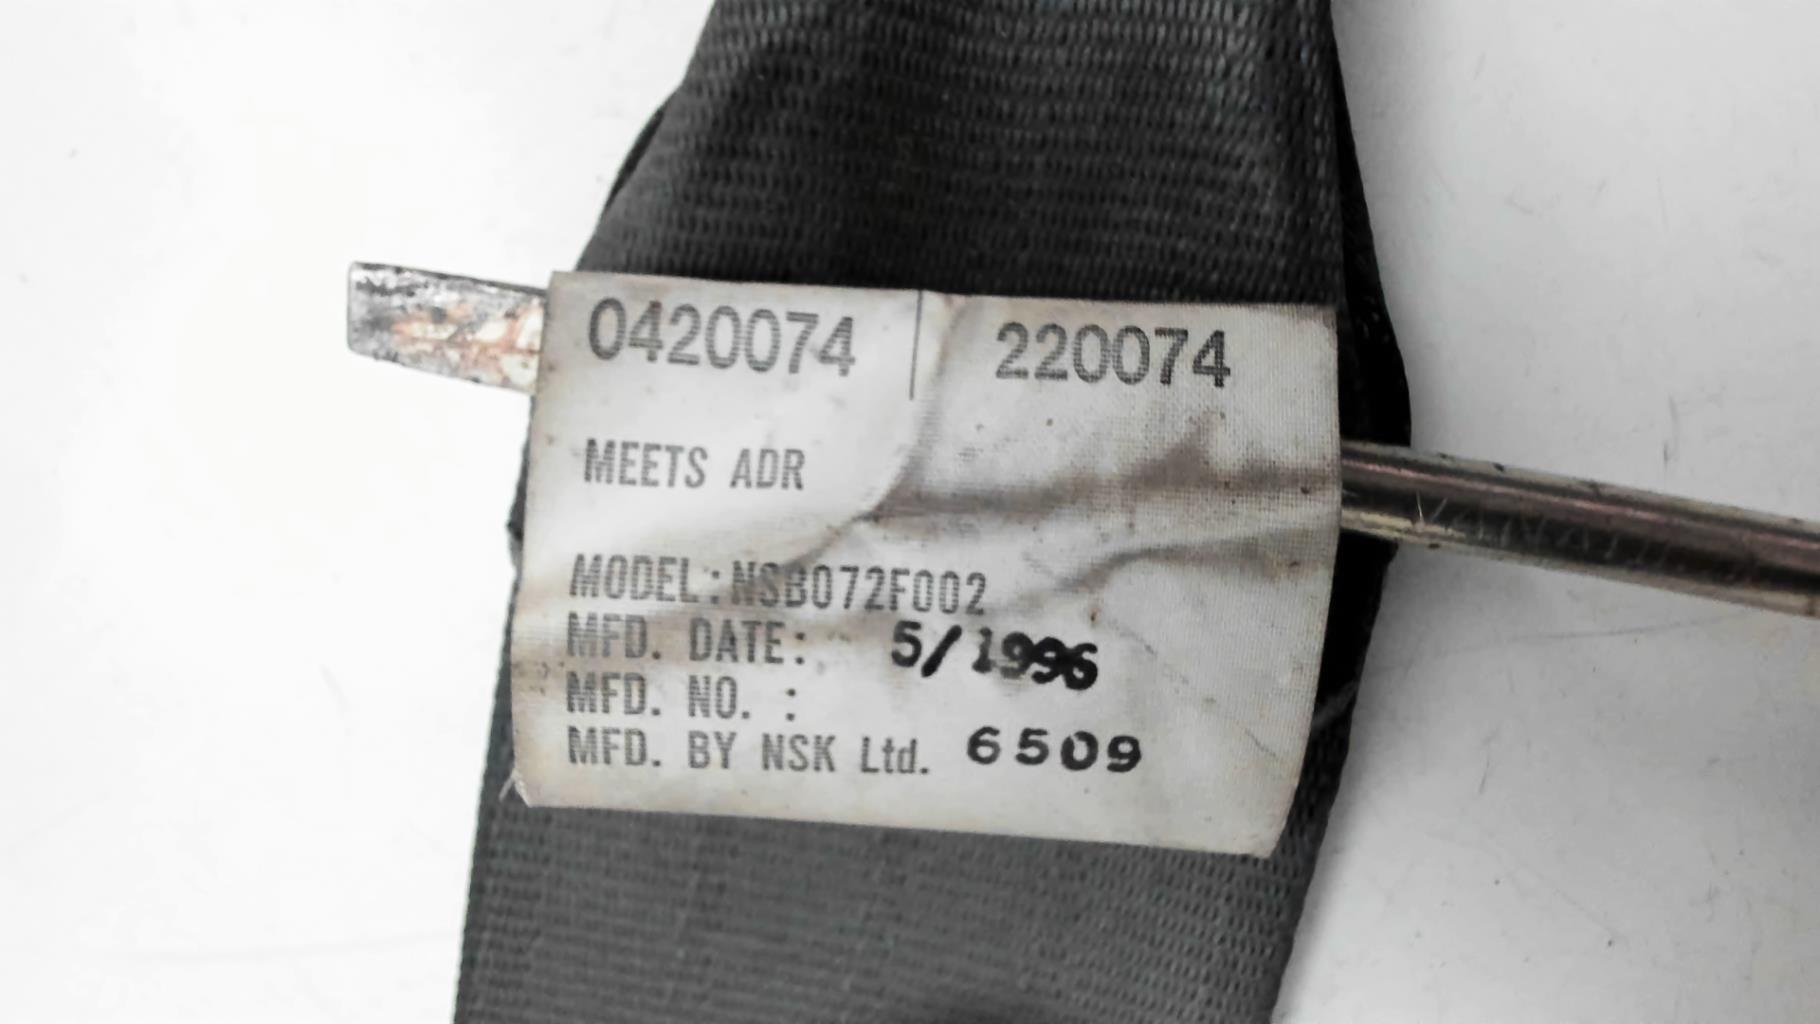 0420074 220074
MEETS ADR
MODEL: NSB072F002
MFD. DATE: 5/1996
MFD. NO. :
MFD. BY NSK Ltd. 6509